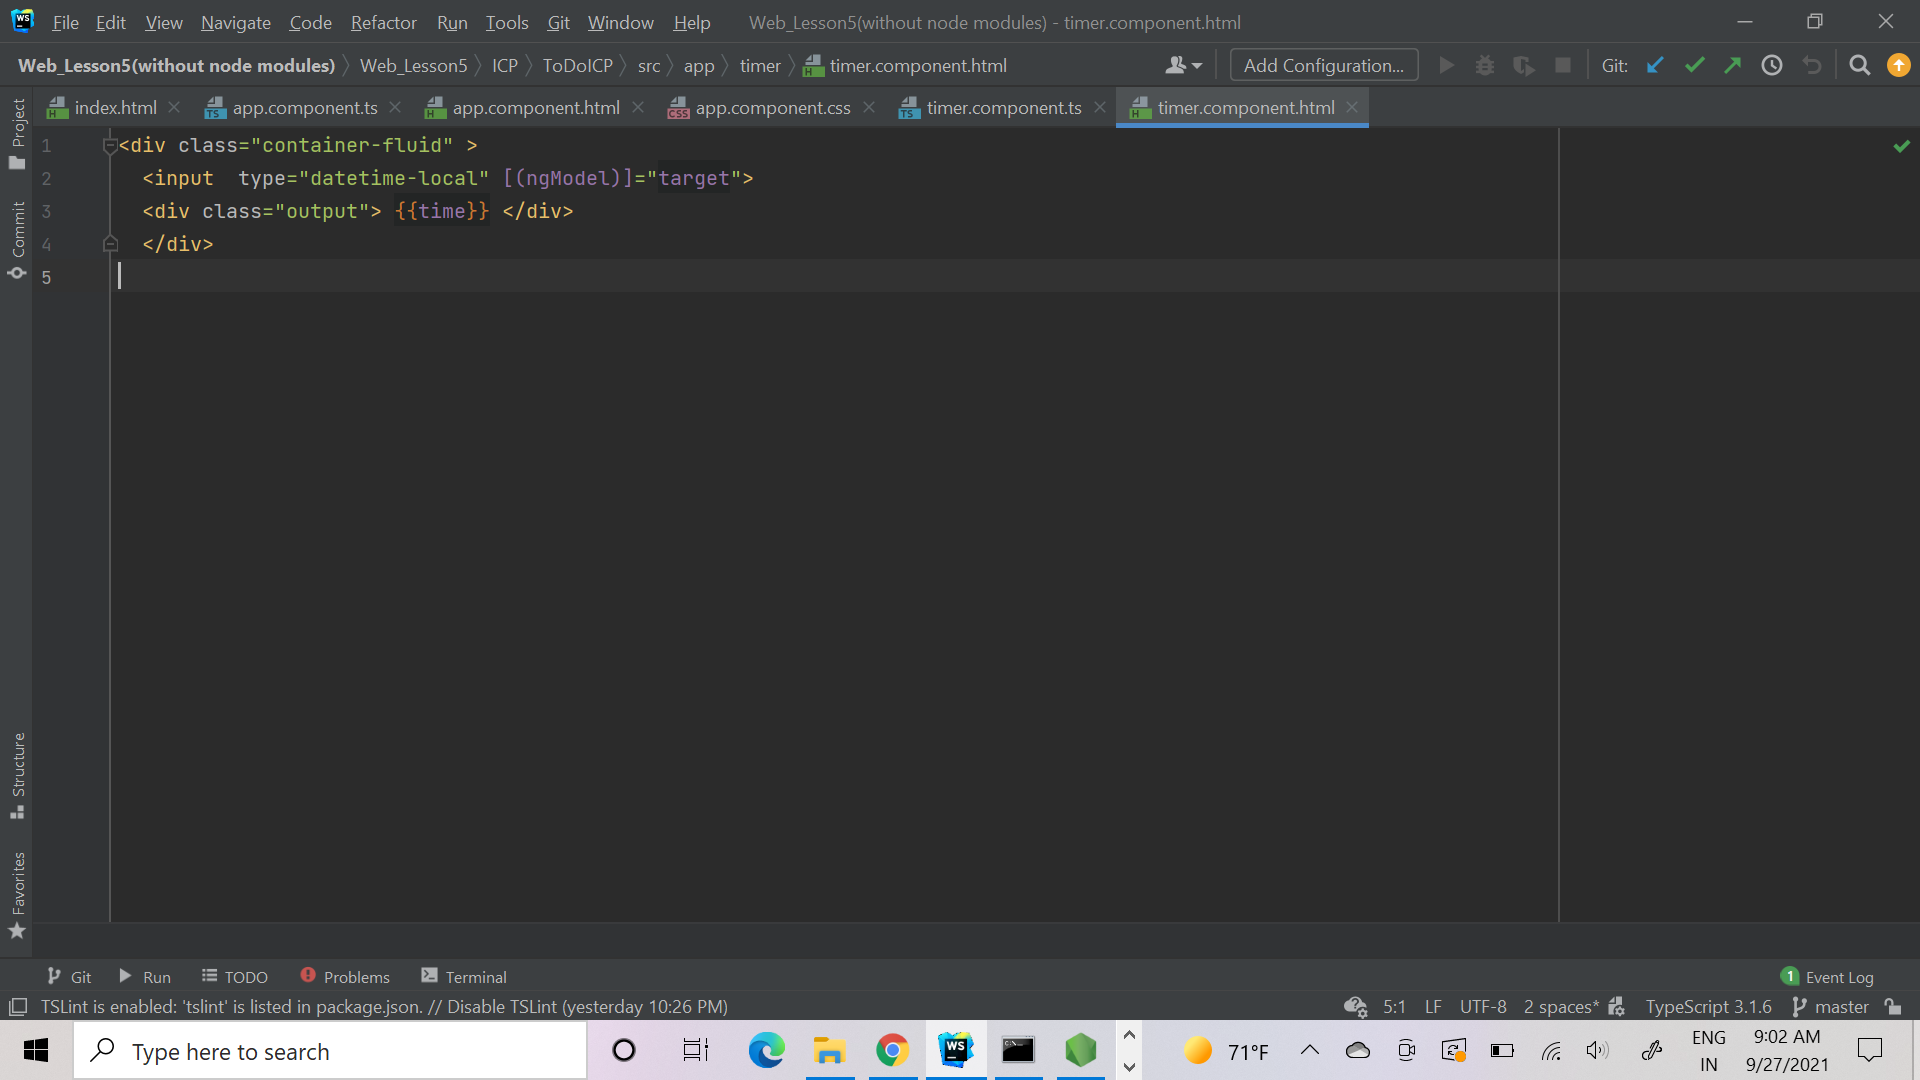 WS File Edit View Navigate Code Refactor Run Tools Git Window Help Web_Lesson5(without node modules) - timer.component.html
Web_Lesson5(without node modules) Web_Lesson5 ICP ToDoICP src app timer timer.component.html Add Configuration... Git:
index.html app.component.ts app.component.html app.component.css timer.component.ts timer.component.html
Project
Commit
Structure
Favorites
1 <div class="container-fluid" >
2 <input  type="datetime-local" [(ngModel)]="target">
3 <div class="output"> {{time}} </div>
4 </div>
5
Git Run TODO Problems Terminal 1 Event Log
TSLint is enabled: 'tslint' is listed in package.json. // Disable TSLint (yesterday 10:26 PM) 5:1 LF UTF-8 2 spaces* TypeScript 3.1.6 master
Type here to search WS 71°F ENG 9:02 AM
IN 9/27/2021